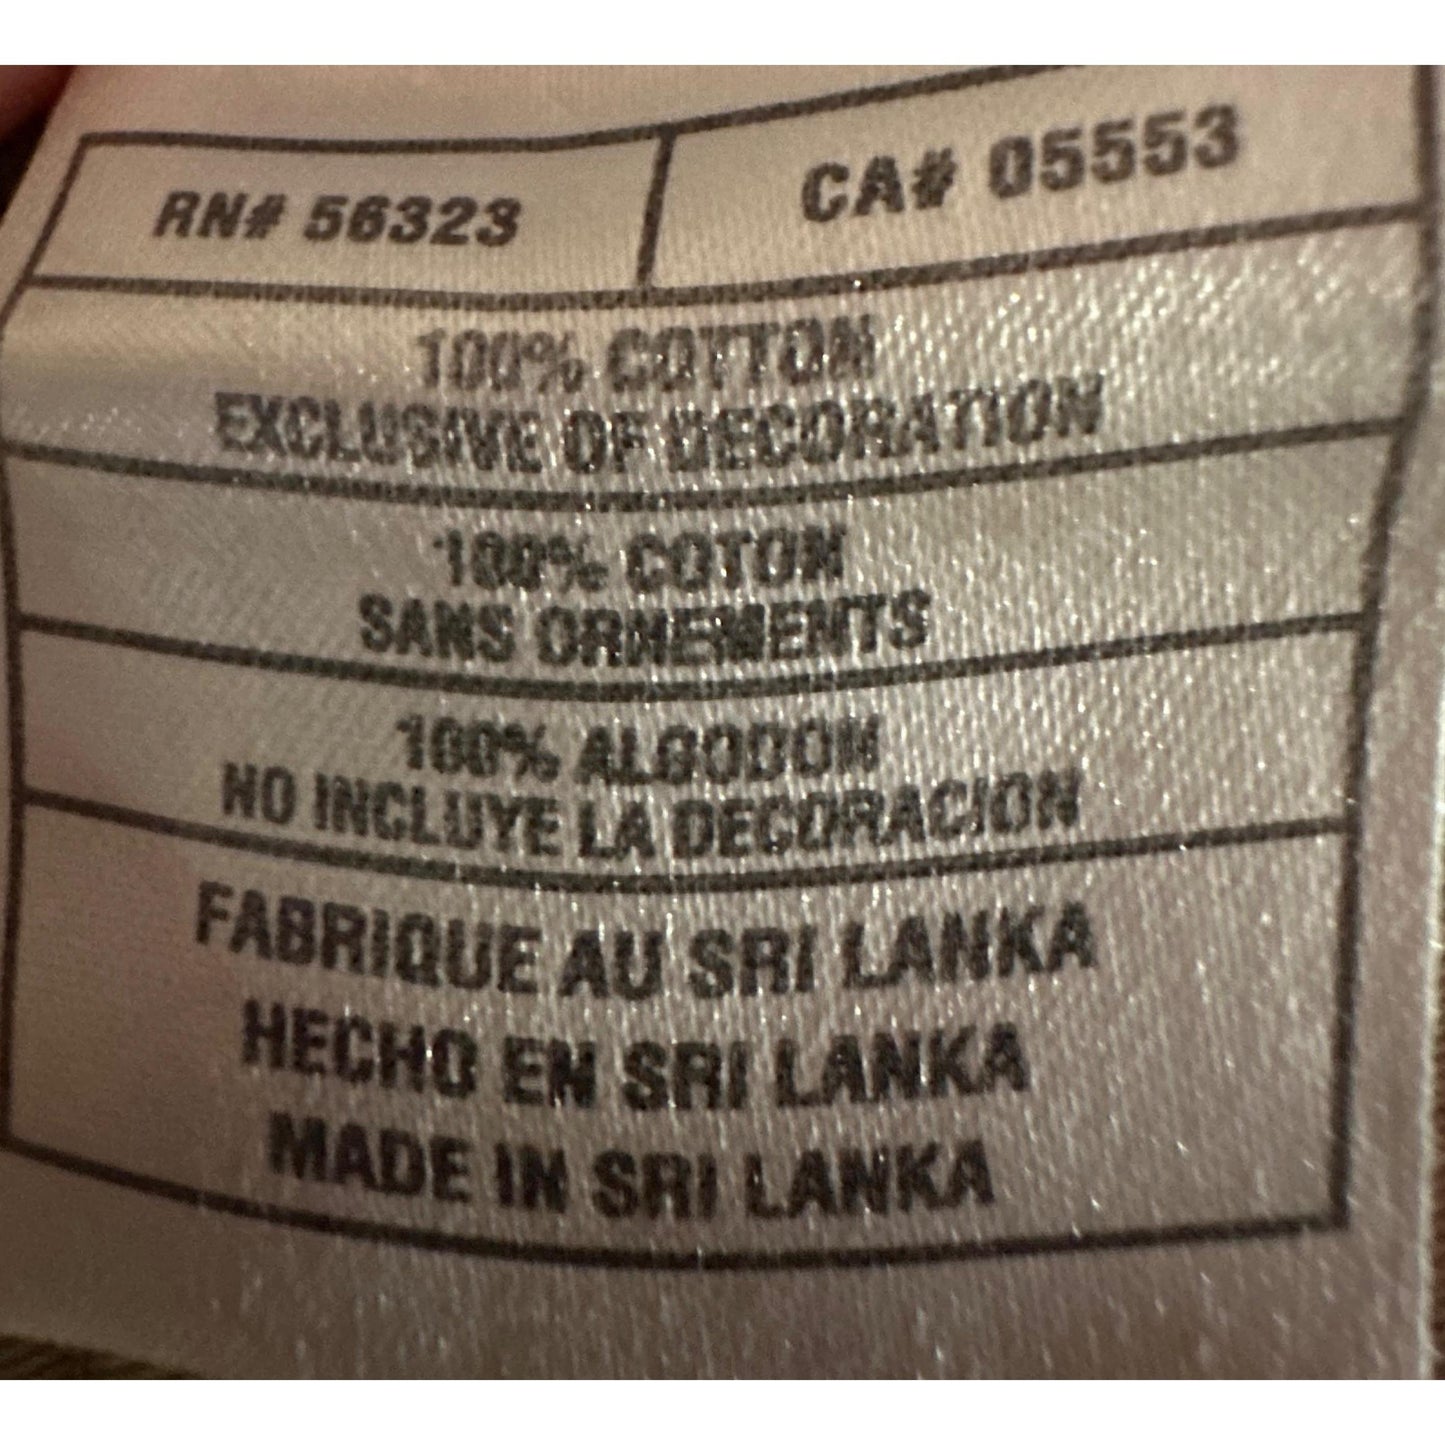 RN# 56323
CA# 05553
100% COTTON
EXCLUSIVE OF DECORATION
100% COTON
SANS ORNEMENTS
100% ALGODON
NO INCLUYE LA DECORACION
FABRIQUE AU SRI LANKA
HECHO EN SRI LANKA
MADE IN SRI LANKA